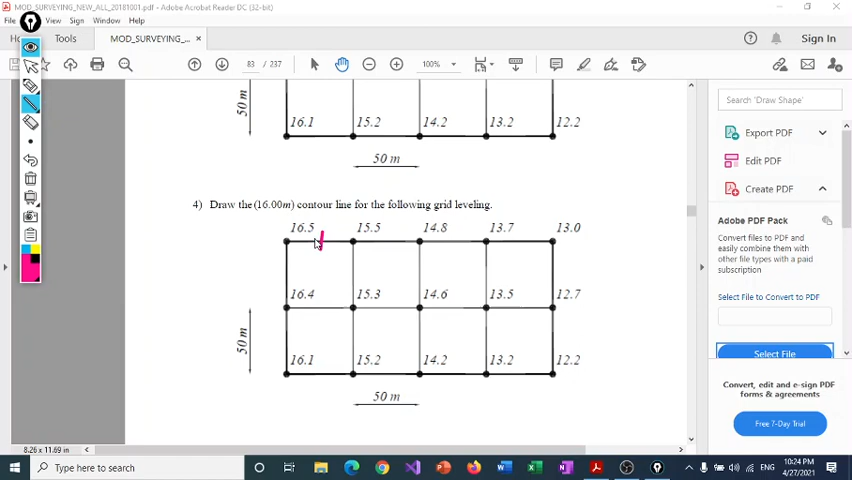 MOD_SURVEYING_NEW_ALL_20181001.pdf - Adobe Acrobat Reader DC (32-bit)
File View Sign Window Help
Tools
MOD_SURVEYING_...
Sign In
83 / 237
100%
50 m
16.1 15.2 14.2 13.2 12.2
50 m
4) Draw the (16.00m) contour line for the following grid leveling.
16.5 15.5 14.8 13.7 13.0
16.4 15.3 14.6 13.5 12.7
50 m
16.1 15.2 14.2 13.2 12.2
50 m
8.26 x 11.69 in
Search 'Draw Shape'
Export PDF
Edit PDF
Create PDF
Adobe PDF Pack
Convert files to PDF and
easily combine them with
other file types with a paid
subscription
Select File to Convert to PDF
Select File
Convert, edit and e-sign PDF
forms & agreements
Free 7-Day Trial
Type here to search
ENG
10:24 PM
4/27/2021